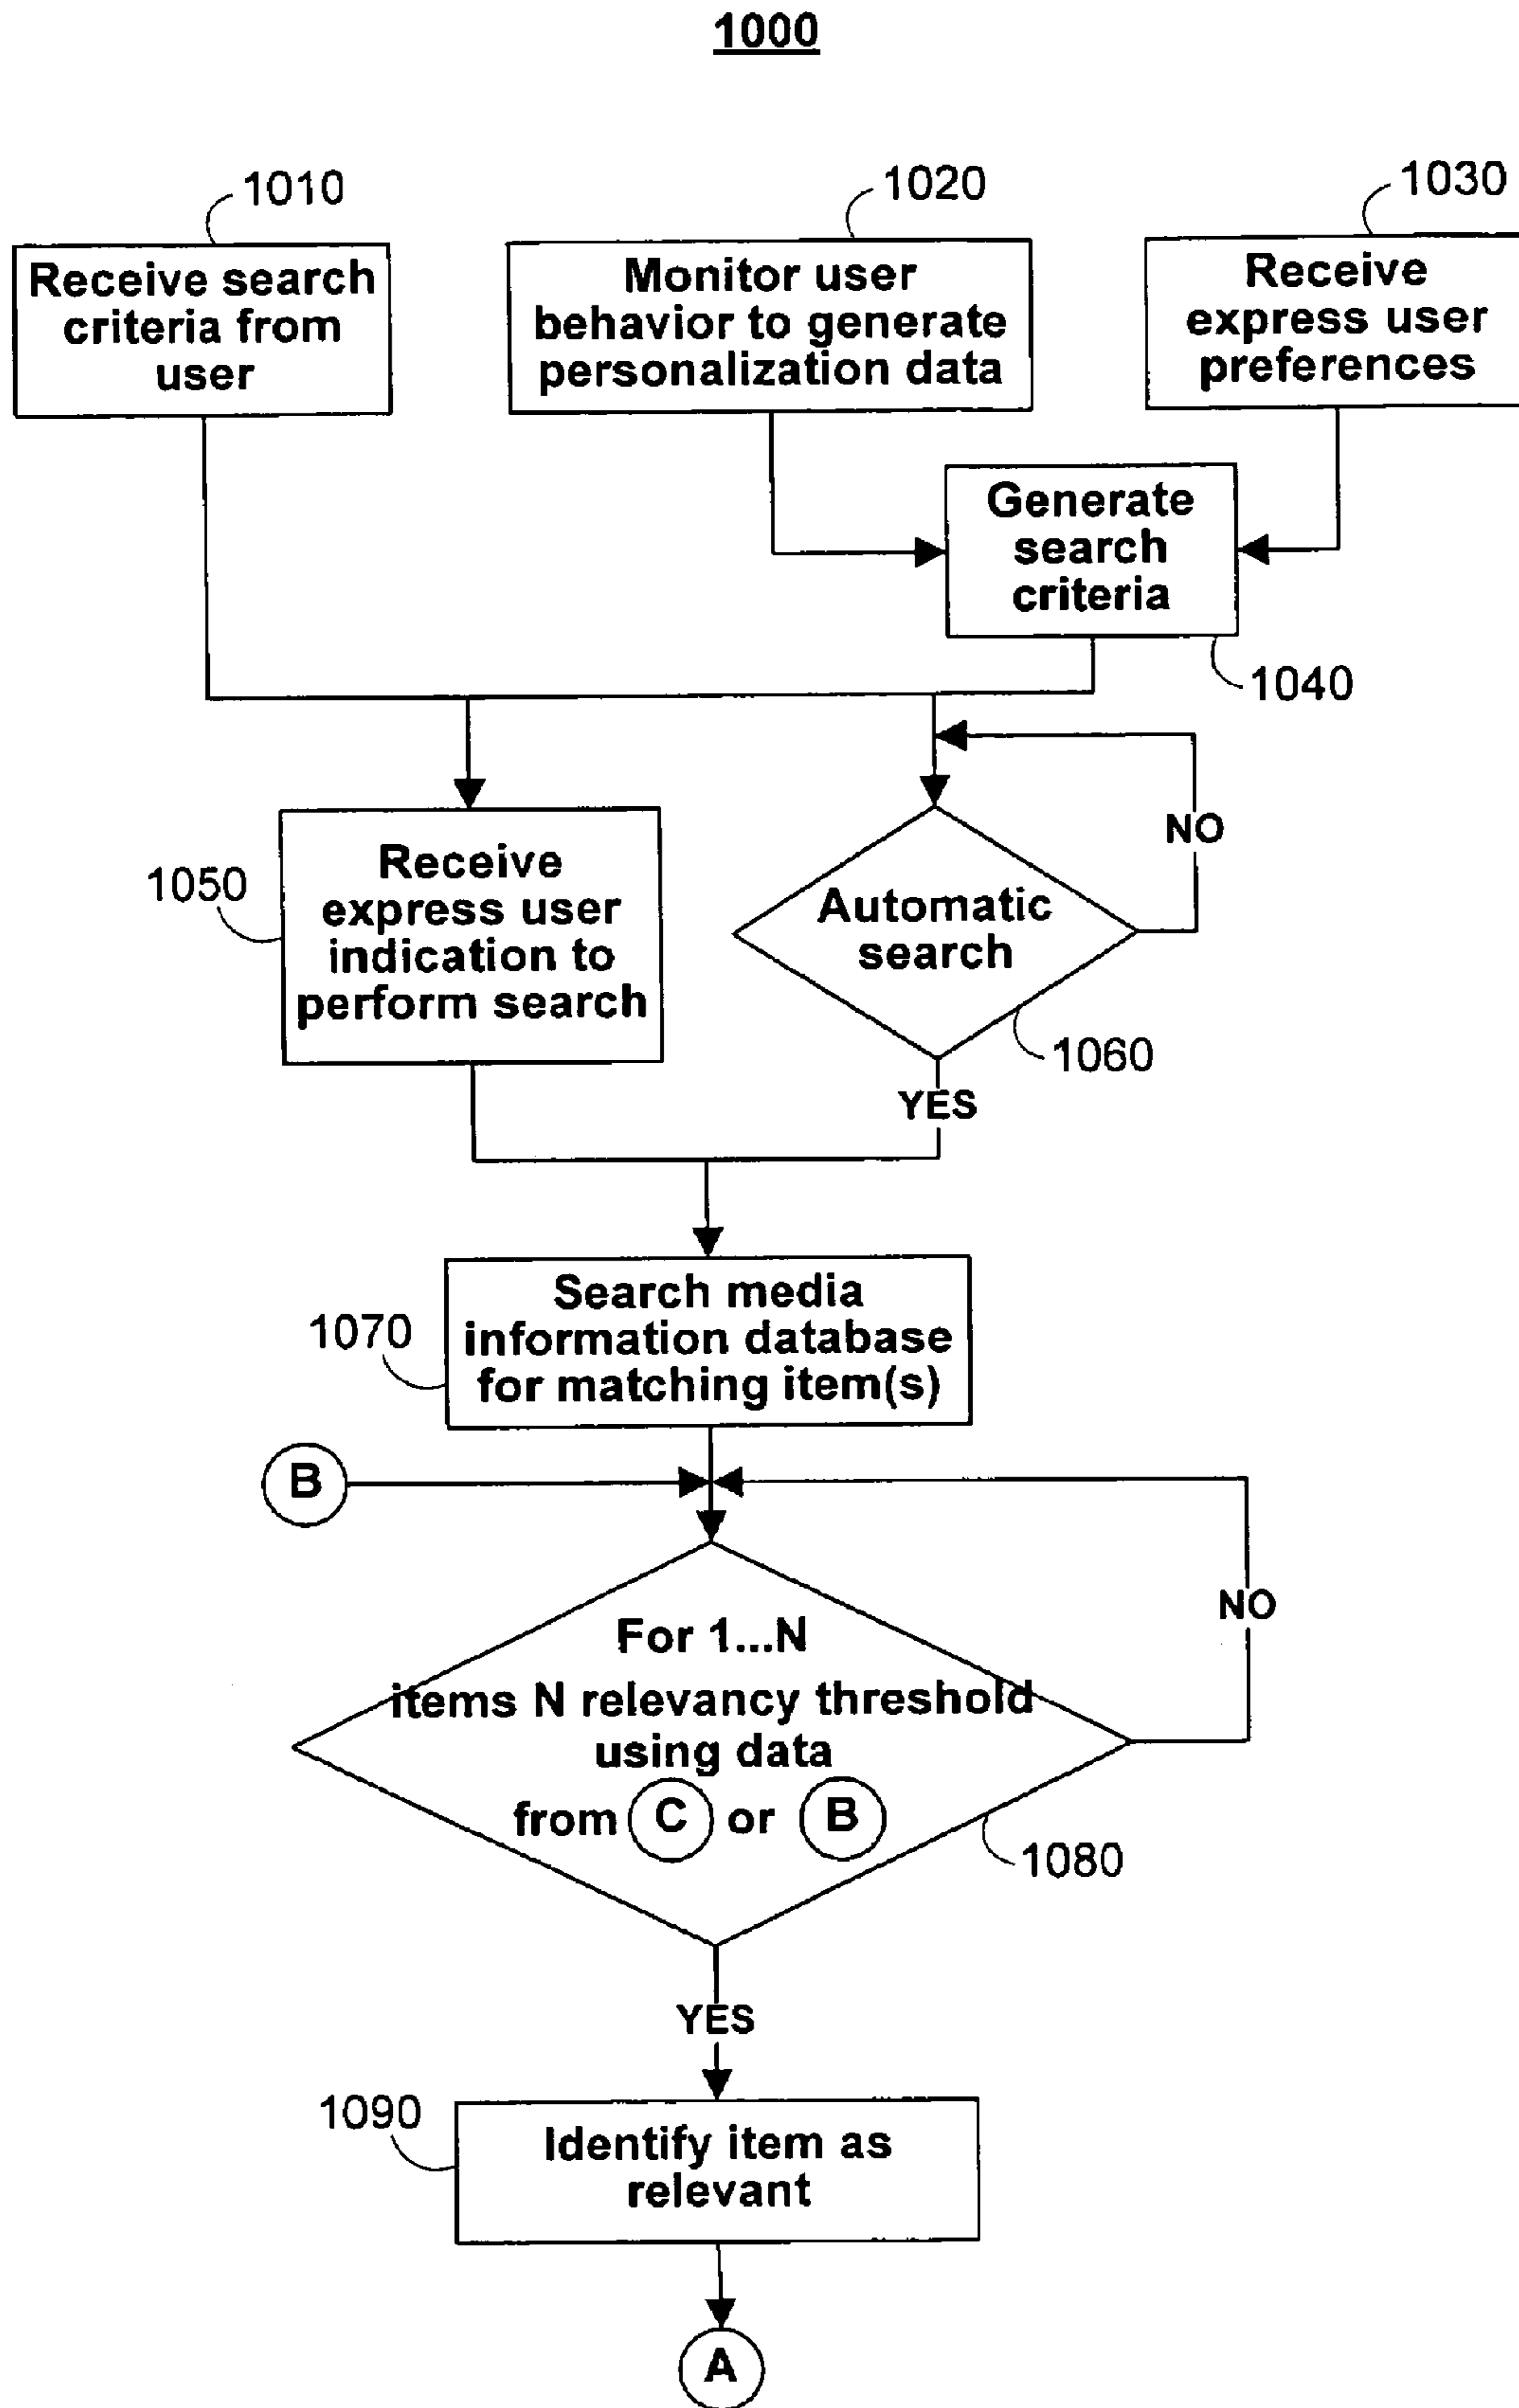 1000
1010
1020
1030
Receive search
criteria from
user
Monitor user
behavior to generate
personalization data
Receive
express user
preferences
Generate
search
criteria
1040
1050
Receive
express user
indication to
perform search
Automatic
search
NO
1060
YES
1070
Search media
information database
for matching item(s)
B
NO
For 1...N
items N relevancy threshold
using data
from C or B
1080
YES
1090
Identify item as
relevant
A